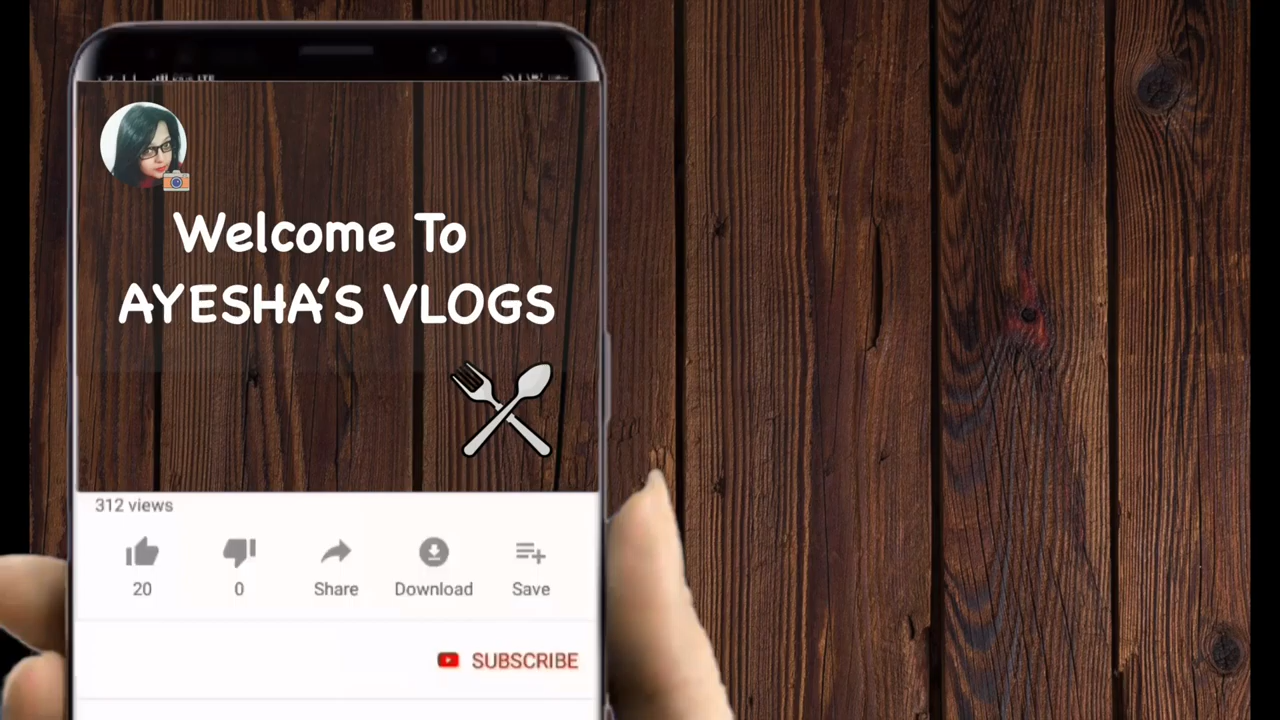 Welcome To
AYESHA'S VLOGS
312 views
20
0
Share
Download
Save
SUBSCRIBE